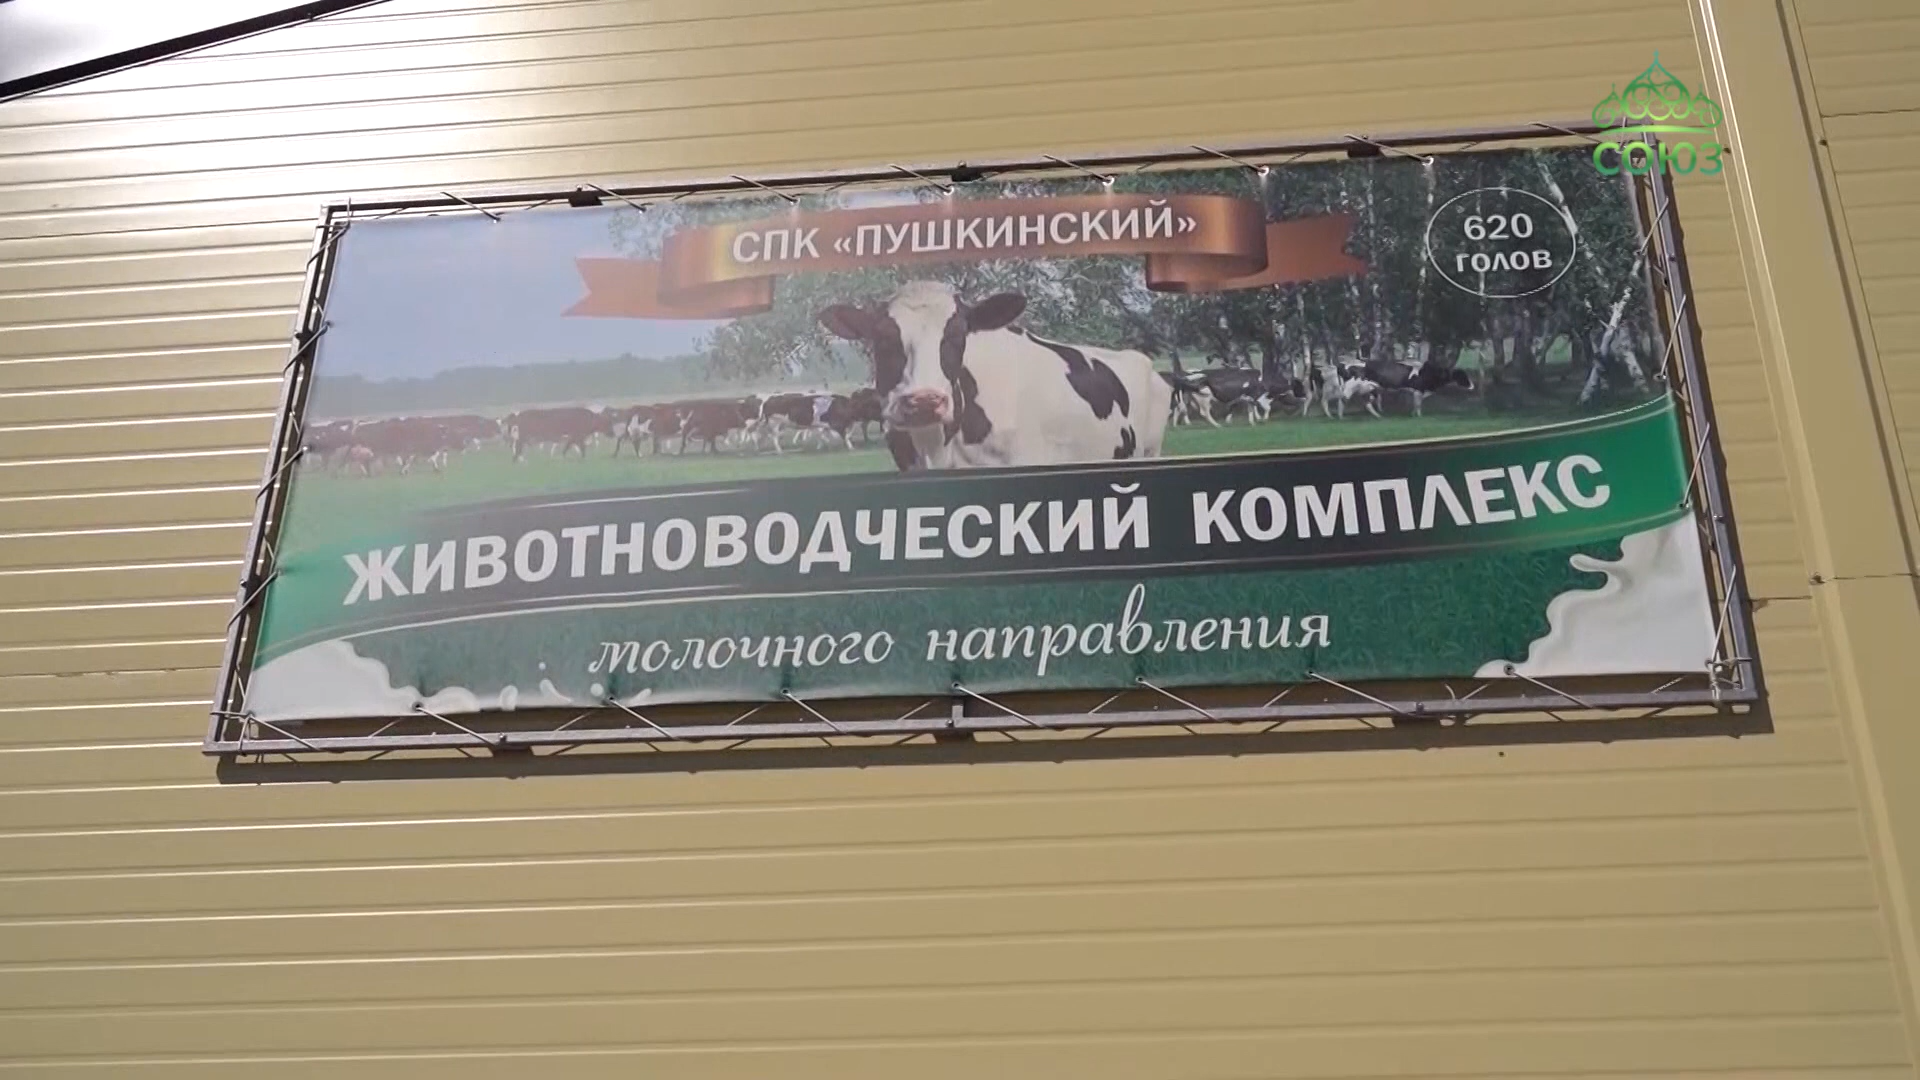 СОЮЗ
СПК «ПУШКИНСКИЙ»
620
ГОЛОВ
ЖИВОТНОВОДЧЕСКИЙ КОМПЛЕКС
молочного направления